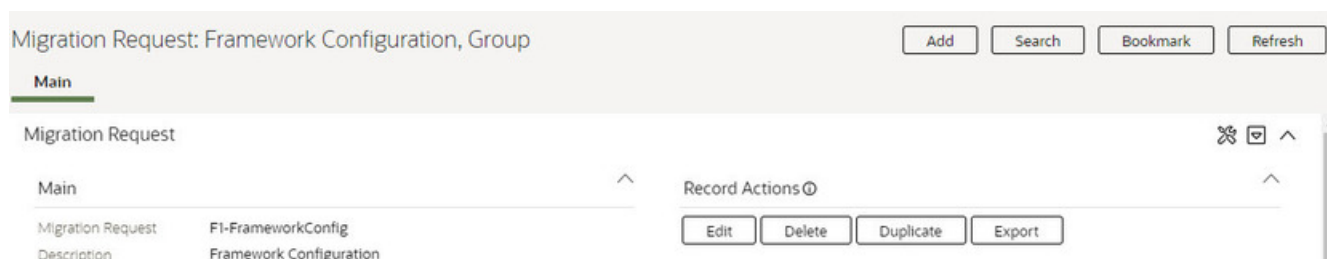 Migration Request: Framework Configuration, Group
Add Search Bookmark Refresh
Main
Migration Request
Main
Record Actions
Migration Request F1-FrameworkConfig
Edit Delete Duplicate Export
Description Framework Configuration